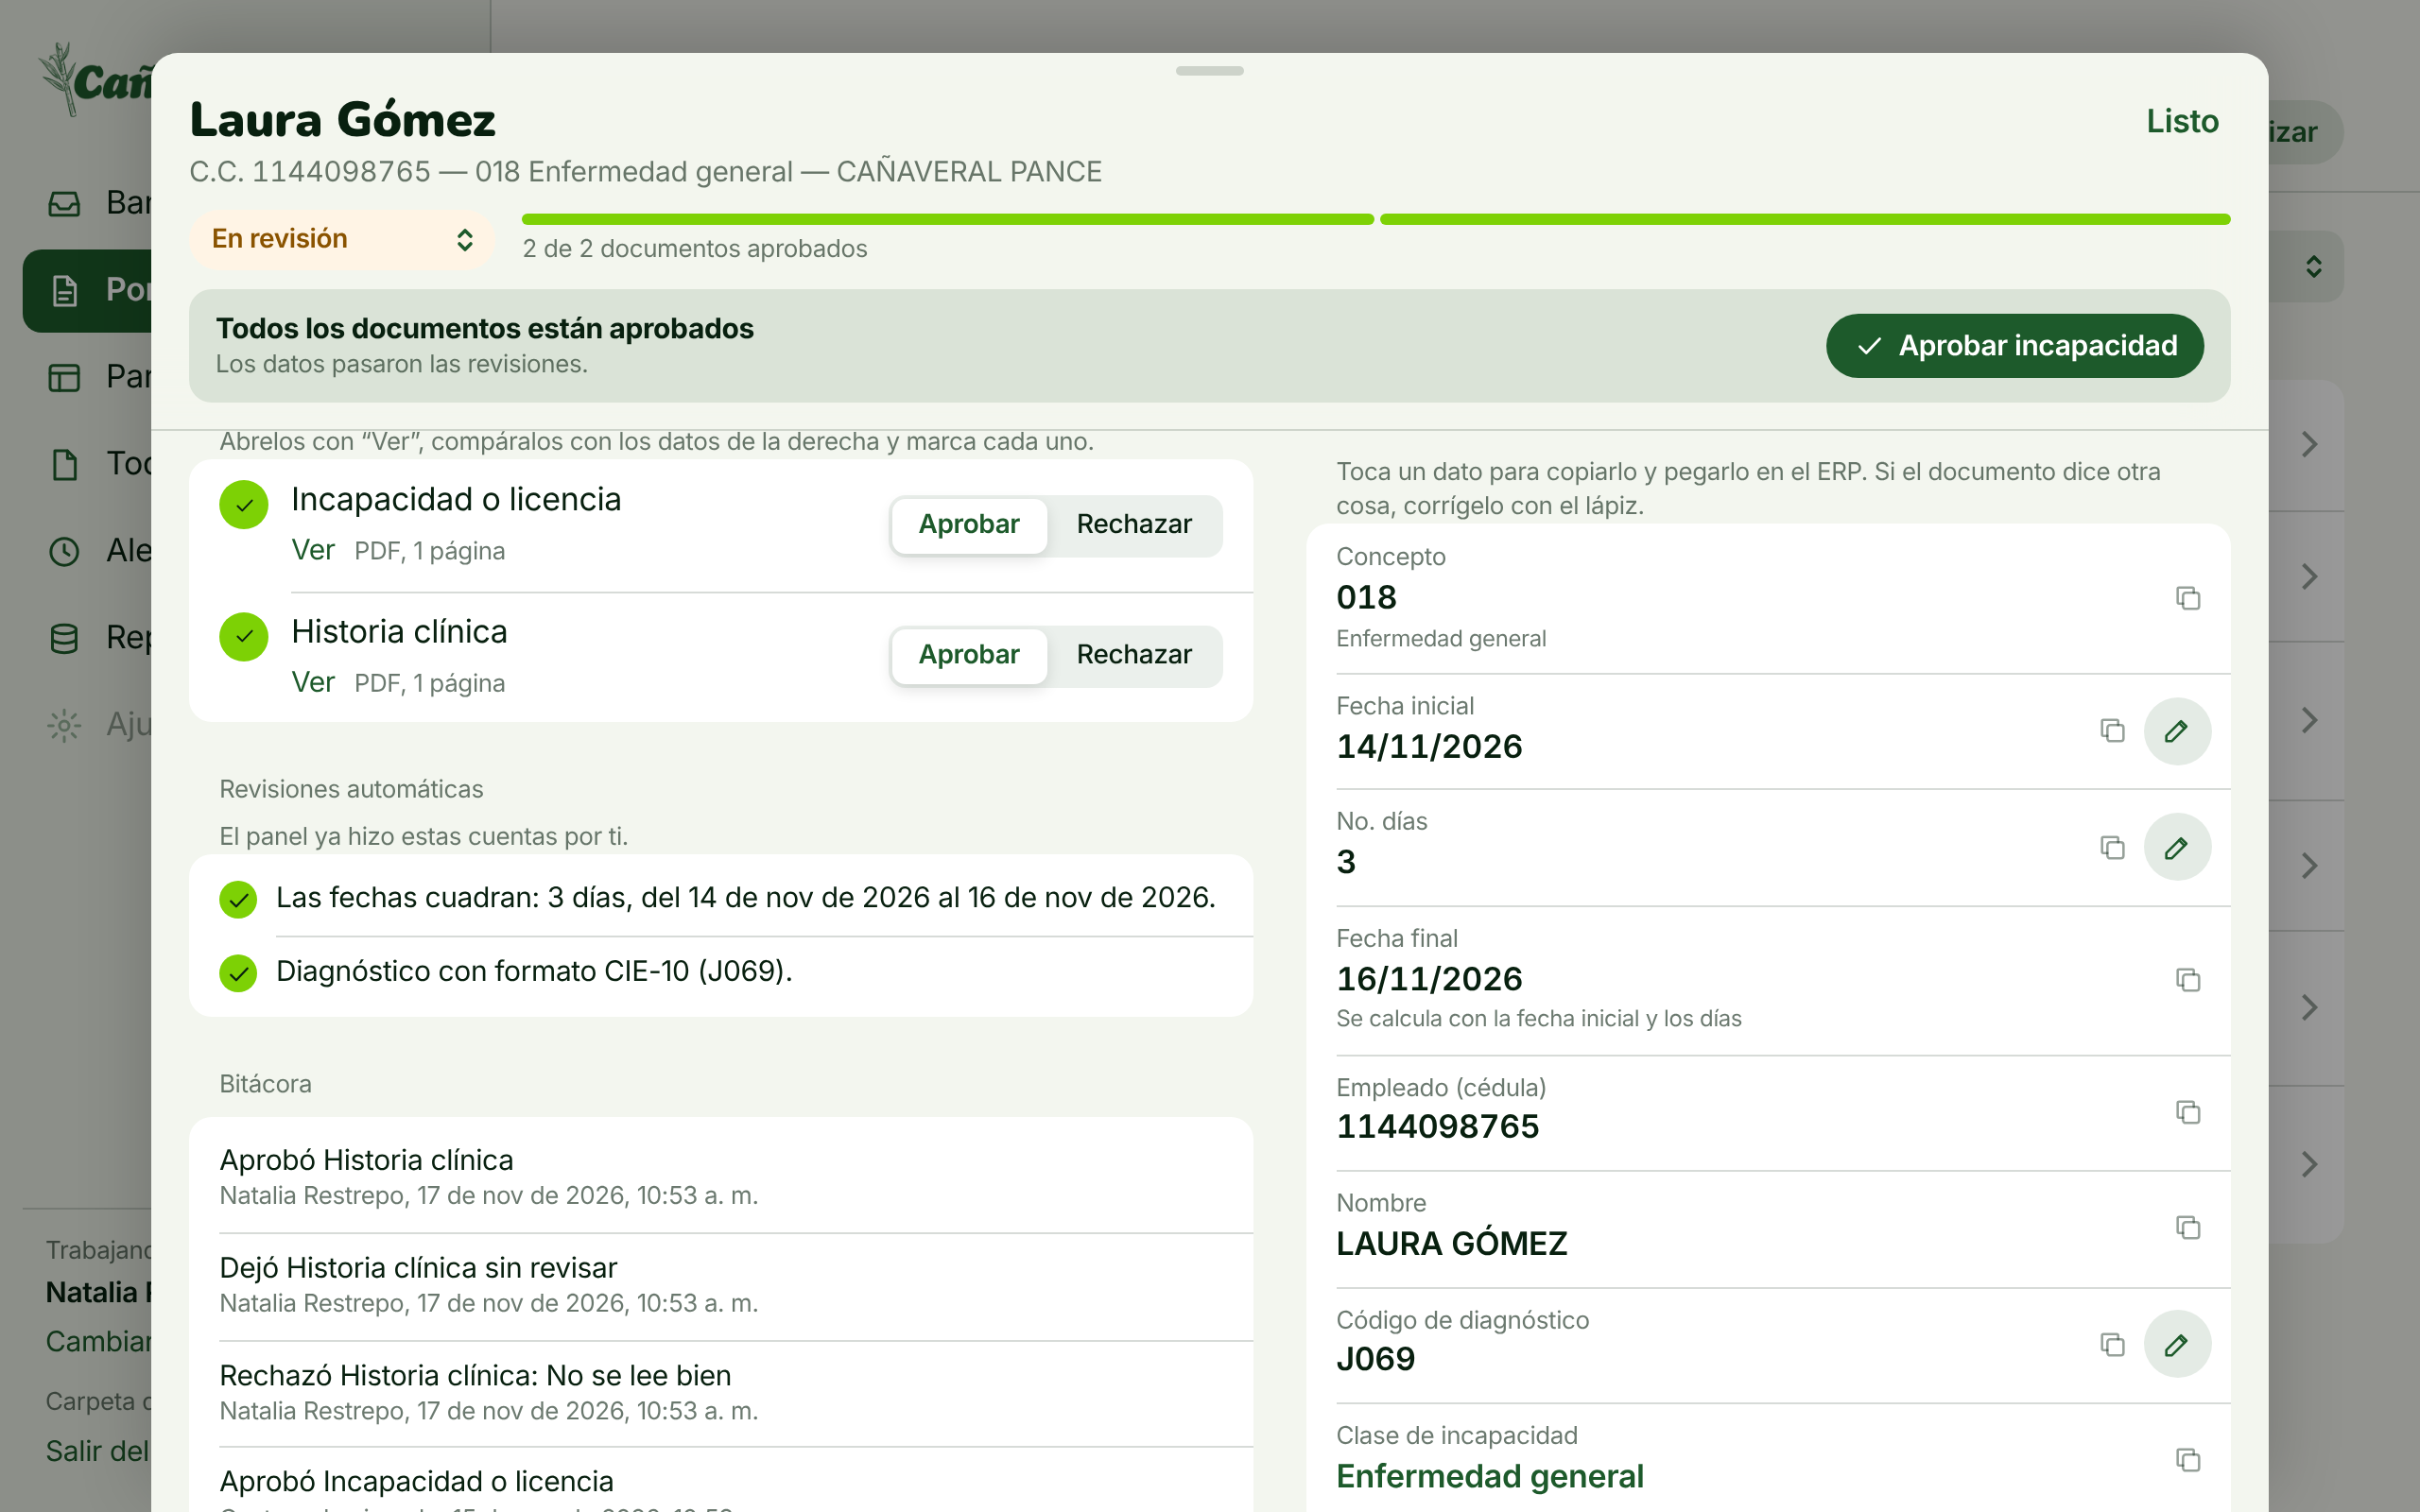 Laura Gómez
Listo
C.C. 1144098765 — 018 Enfermedad general — CAÑAVERAL PANCE
En revisión
2 de 2 documentos aprobados
Todos los documentos están aprobados
Los datos pasaron las revisiones.
Aprobar incapacidad
Ábrelos con “Ver”, compáralos con los datos de la derecha y marca cada uno.
Incapacidad o licencia
Ver PDF, 1 página
Aprobar Rechazar
Historia clínica
Ver PDF, 1 página
Aprobar Rechazar
Revisiones automáticas
El panel ya hizo estas cuentas por ti.
Las fechas cuadran: 3 días, del 14 de nov de 2026 al 16 de nov de 2026.
Diagnóstico con formato CIE-10 (J069).
Bitácora
Aprobó Historia clínica
Natalia Restrepo, 17 de nov de 2026, 10:53 a. m.
Dejó Historia clínica sin revisar
Natalia Restrepo, 17 de nov de 2026, 10:53 a. m.
Rechazó Historia clínica: No se lee bien
Natalia Restrepo, 17 de nov de 2026, 10:53 a. m.
Aprobó Incapacidad o licencia
Toca un dato para copiarlo y pegarlo en el ERP. Si el documento dice otra
cosa, corrígelo con el lápiz.
Concepto
018
Enfermedad general
Fecha inicial
14/11/2026
No. días
3
Fecha final
16/11/2026
Se calcula con la fecha inicial y los días
Empleado (cédula)
1144098765
Nombre
LAURA GÓMEZ
Código de diagnóstico
J069
Clase de incapacidad
Enfermedad general
Natalia
Carpeta
Salir del